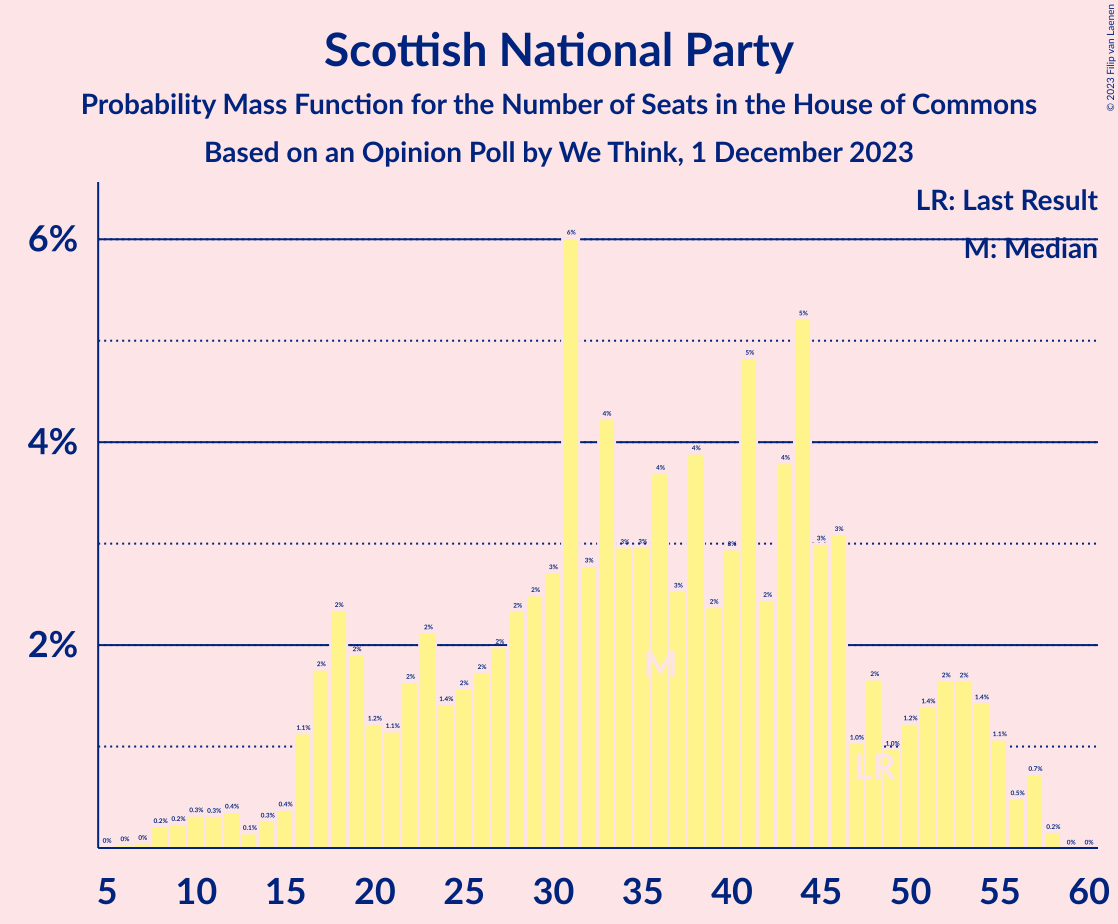 Scottish National Party
Probability Mass Function for the Number of Seats in the House of Commons
Based on an Opinion Poll by We Think, 1 December 2023
© 2023 Filip van Laenen
LR: Last Result
M: Median
6%
4%
2%
0% 0% 0% 0.2% 0.2% 0.3% 0.3% 0.4% 0.1% 0.3% 0.4% 1.1% 2% 2% 2% 1.2% 1.1% 2% 2% 1.4% 2% 2% 2% 2% 2% 3% 6% 3% 4% 3% 3% 4% 3% 4% 2% 3% 5% 2% 4% 5% 3% 3% 1.0% 2% 1.0% 1.2% 1.4% 2% 2% 1.4% 1.1% 0.5% 0.7% 0.2% 0% 0%
M
LR
5 10 15 20 25 30 35 40 45 50 55 60